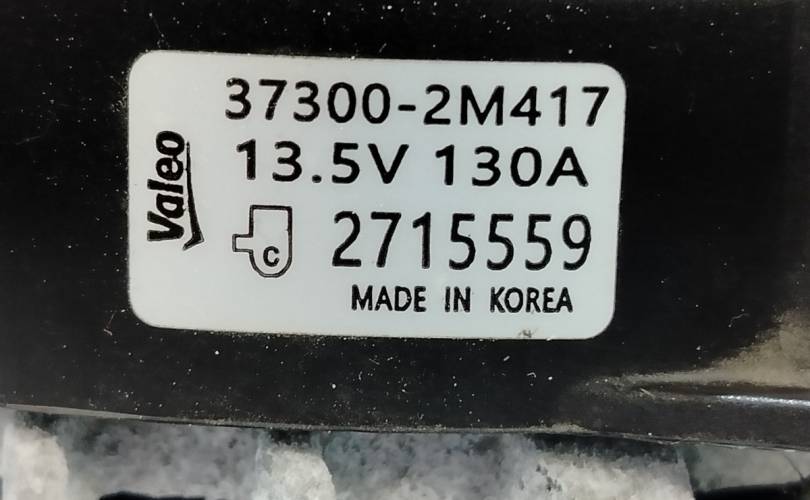 Valeo
37300-2M417
13.5V 130A
C
2715559
MADE IN KOREA